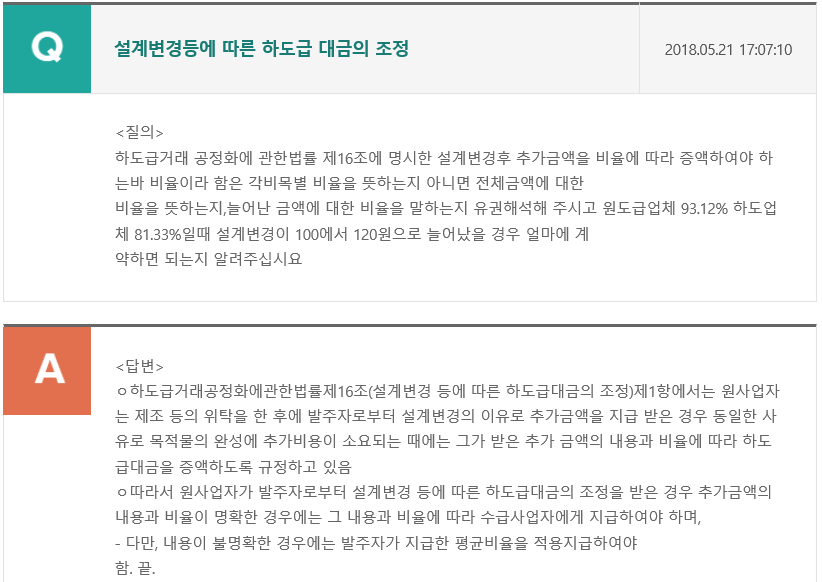 Q
설계변경등에 따른 하도급 대금의 조정
2018.05.21 17:07:10
<질의>
하도급거래 공정화에 관한법률 제16조에 명시한 설계변경후 추가금액을 비율에 따라 증액하여야 하
는바 비율이라 함은 각비목별 비율을 뜻하는지 아니면 전체금액에 대한
비율을 뜻하는지,늘어난 금액에 대한 비율을 말하는지 유권해석해 주시고 원도급업체 93.12% 하도업
체 81.33%일때 설계변경이 100에서 120원으로 늘어났을 경우 얼마에 계
약하면 되는지 알려주십시요
A
<답변>
ㅇ하도급거래공정화에관한법률제16조(설계변경 등에 따른 하도급대금의 조정)제1항에서는 원사업자
는 제조 등의 위탁을 한 후에 발주자로부터 설계변경의 이유로 추가금액을 지급 받은 경우 동일한 사
유로 목적물의 완성에 추가비용이 소요되는 때에는 그가 받은 추가 금액의 내용과 비율에 따라 하도
급대금을 증액하도록 규정하고 있음
ㅇ따라서 원사업자가 발주자로부터 설계변경 등에 따른 하도급대금의 조정을 받은 경우 추가금액의
내용과 비율이 명확한 경우에는 그 내용과 비율에 따라 수급사업자에게 지급하여야 하며,
- 다만, 내용이 불명확한 경우에는 발주자가 지급한 평균비율을 적용지급하여야
함. 끝.